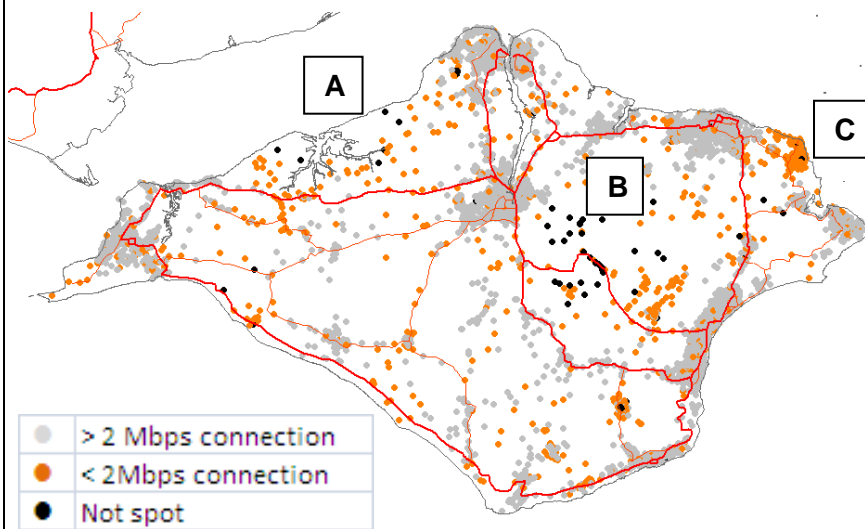 A
C
B
> 2 Mbps connection
< 2Mbps connection
Not spot